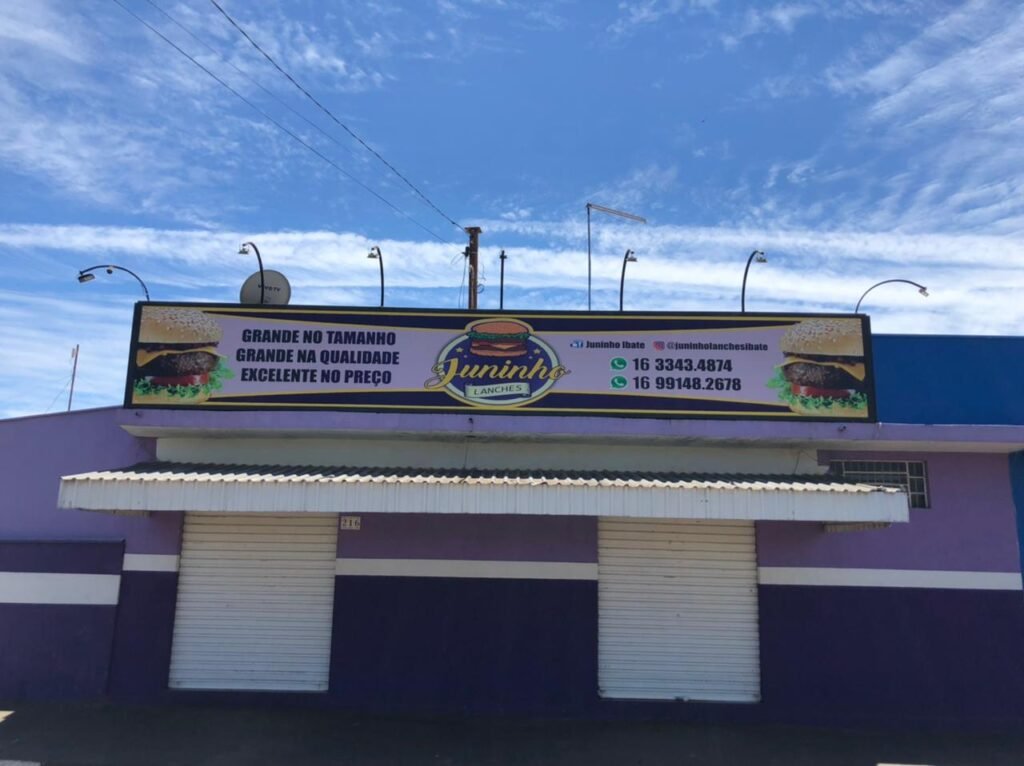 GRANDE NO TAMANHO
GRANDE NA QUALIDADE
EXCELENTE NO PREÇO
Juninho
LANCHES
Juninho Ibate @juninholanchesibate
16 3343.4874
16 99148.2678
216